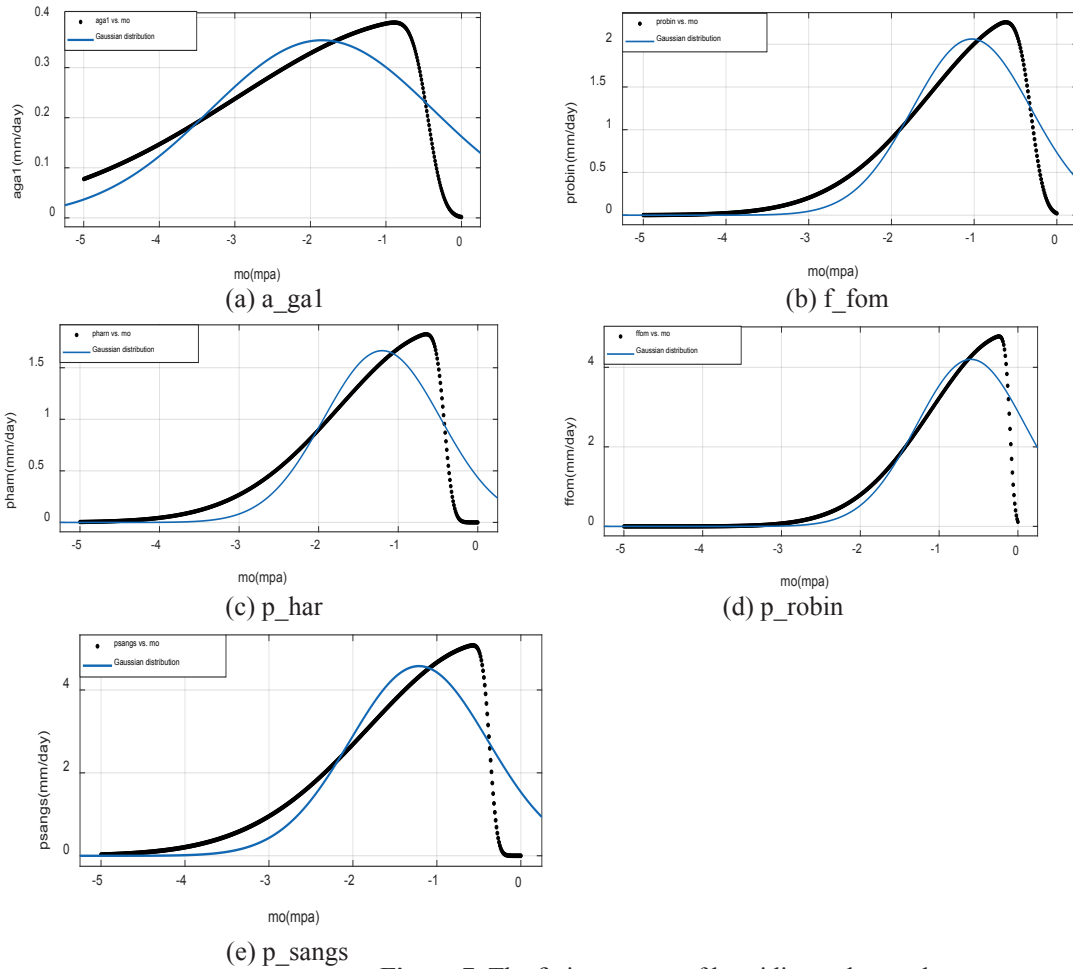 aga1 vs. mo
Gaussian distribution
0.4
0.3
0.2
0.1
0
aga1(mm/day)
-5 -4 -3 -2 -1 0
mo(mpa)
(a) a_ga1
probin vs. mo
Gaussian distribution
2
1.5
1
0.5
0
probin(mm/day)
-5 -4 -3 -2 -1 0
mo(mpa)
(b) f_fom
pharn vs. mo
Gaussian distribution
1.5
1
0.5
0
pham(mm/day)
-5 -4 -3 -2 -1 0
mo(mpa)
(c) p_har
ffom vs. mo
Gaussian distribution
4
2
0
ffom(mm/day)
-5 -4 -3 -2 -1 0
mo(mpa)
(d) p_robin
psangs vs. mo
Gaussian distribution
4
2
0
psangs(mm/day)
-5 -4 -3 -2 -1 0
mo(mpa)
(e) p_sangs
Figure 7. The fitting